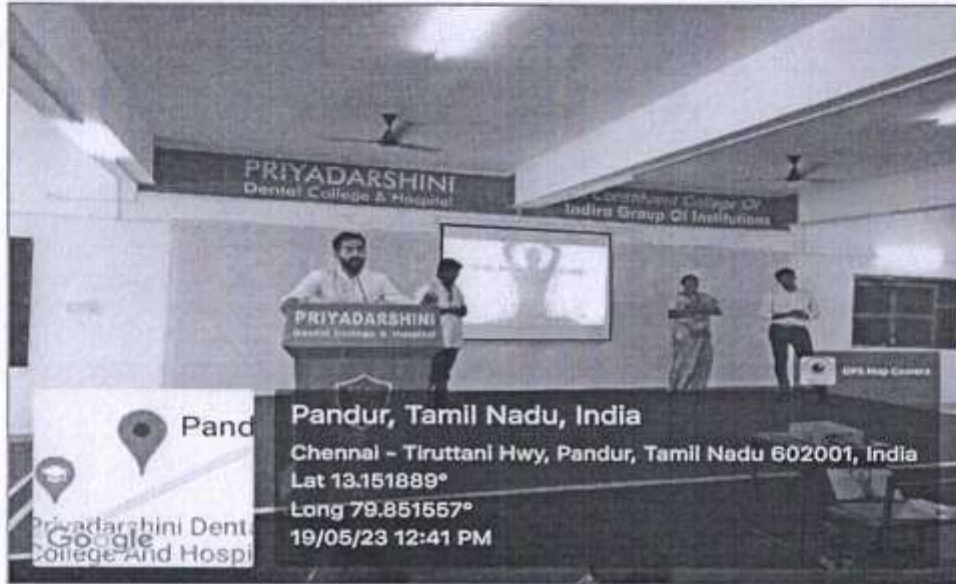 PRIYADARSHINI
Dental College & Hospital
Constituent College Of
Indira Group Of Institutions
PRIYADARSHINI
Dental College & Hospital
GPS Map Camera
Pand
Priyadarshini Dent
College And Hospi
Google
Pandur, Tamil Nadu, India
Chennai - Tiruttani Hwy, Pandur, Tamil Nadu 602001, India
Lat 13.151889°
Long 79.851557°
19/05/23 12:41 PM